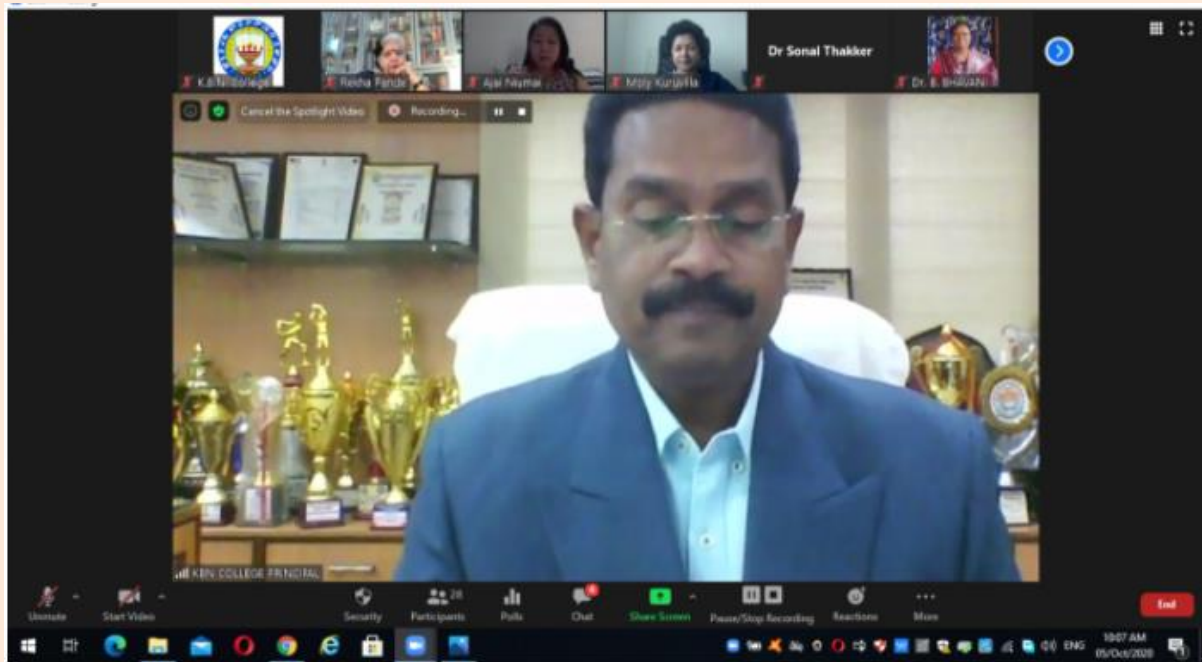 K.B.N.College
Rekha Pande
Ajai Naymai
Molly Kuruvilla
Dr Sonal Thakker
Dr. B. BHAVANI
Cancel the Spotlight Video
Recording...
KBN COLLEGE PRINCIPAL
Unmute
Start Video
Security
Participants
28
Polls
Chat
Share Screen
Pause/Stop Recording
Reactions
More
End
ENG
10:07 AM
05/Oct/2020